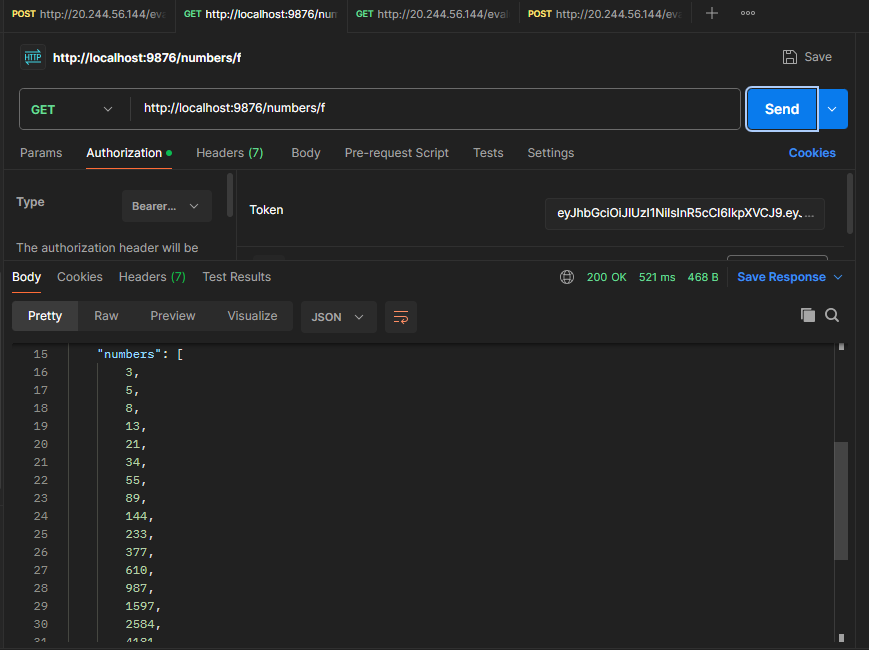 POST http://20.244.56.144/eva GET http://localhost:9876/num GET http://20.244.56.144/eval POST http://20.244.56.144/eva
HTTP http://localhost:9876/numbers/f Save
GET http://localhost:9876/numbers/f Send
Params Authorization Headers (7) Body Pre-request Script Tests Settings Cookies
Type Bearer... Token eyJhbGciOiJIUzI1NiIsInR5cCI6IkpXVCJ9.eyJ...
The authorization header will be
Body Cookies Headers (7) Test Results 200 OK 521 ms 468 B Save Response
Pretty Raw Preview Visualize JSON
15 "numbers": [
16 3,
17 5,
18 8,
19 13,
20 21,
21 34,
22 55,
23 89,
24 144,
25 233,
26 377,
27 610,
28 987,
29 1597,
30 2584,
31 4181